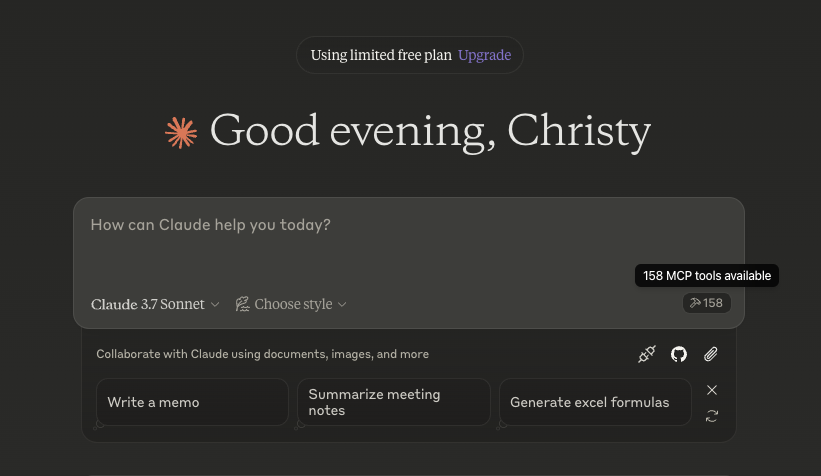 Using limited free plan Upgrade
Good evening, Christy
How can Claude help you today?
158 MCP tools available
Claude 3.7 Sonnet Choose style 158
Collaborate with Claude using documents, images, and more
Write a memo
Summarize meeting
notes
Generate excel formulas